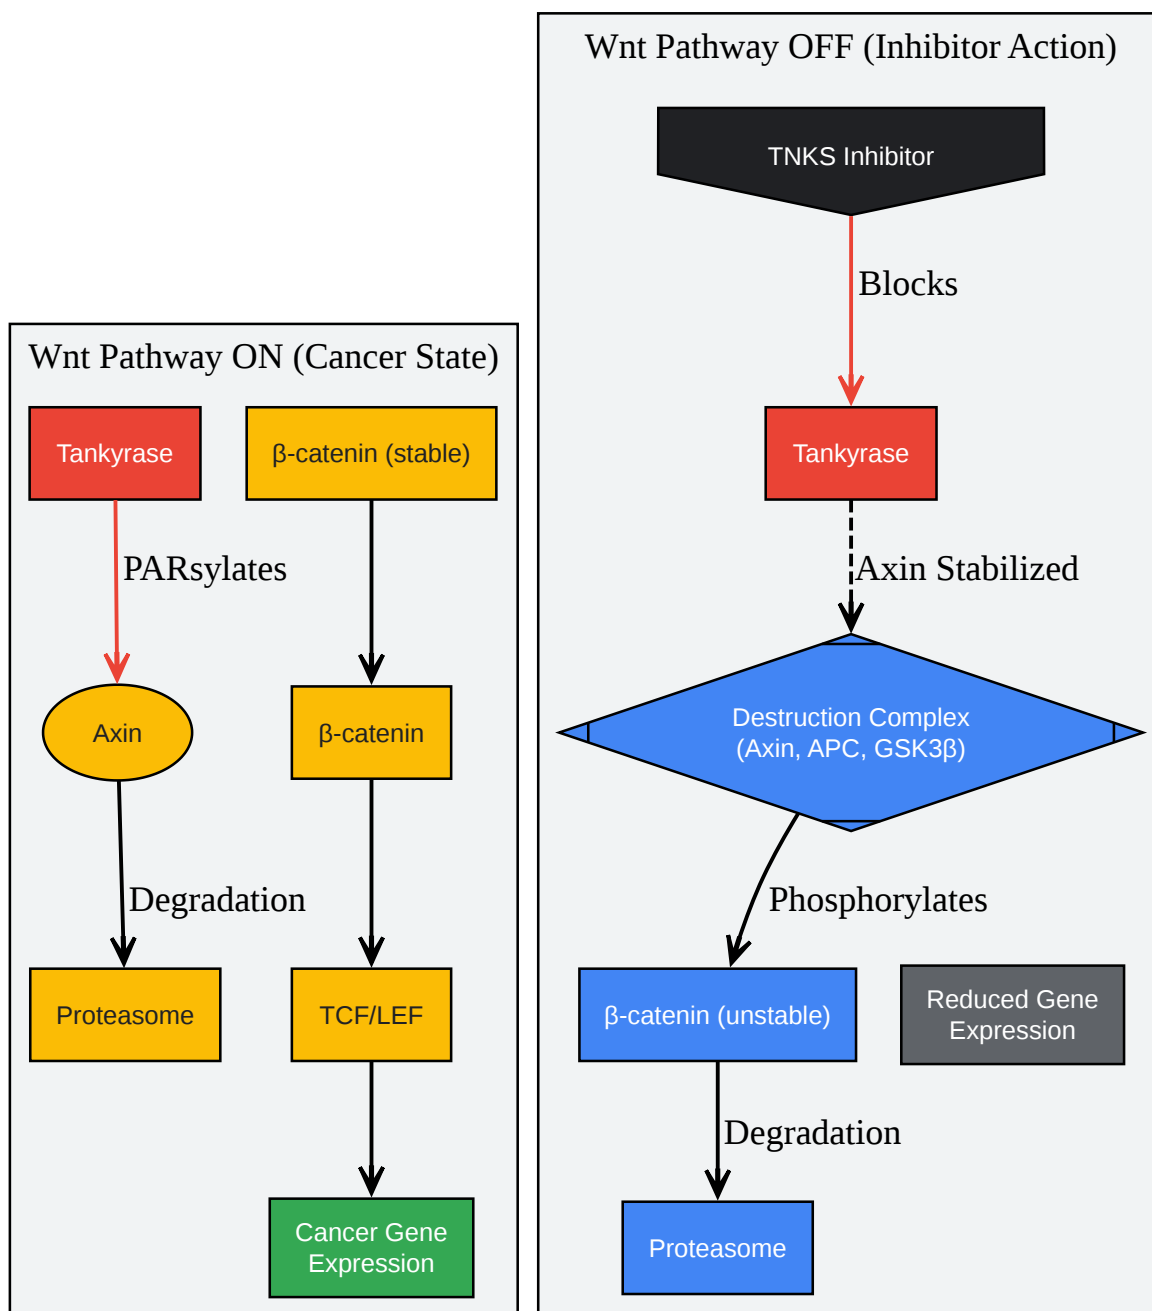 Wnt Pathway ON (Cancer State)
Tankyrase
β-catenin (stable)
PARsylates
Axin
β-catenin
Degradation
Proteasome
TCF/LEF
Cancer Gene
Expression
Wnt Pathway OFF (Inhibitor Action)
TNKS Inhibitor
Blocks
Tankyrase
Axin Stabilized
Destruction Complex
(Axin, APC, GSK3β)
Phosphorylates
β-catenin (unstable)
Reduced Gene
Expression
Degradation
Proteasome